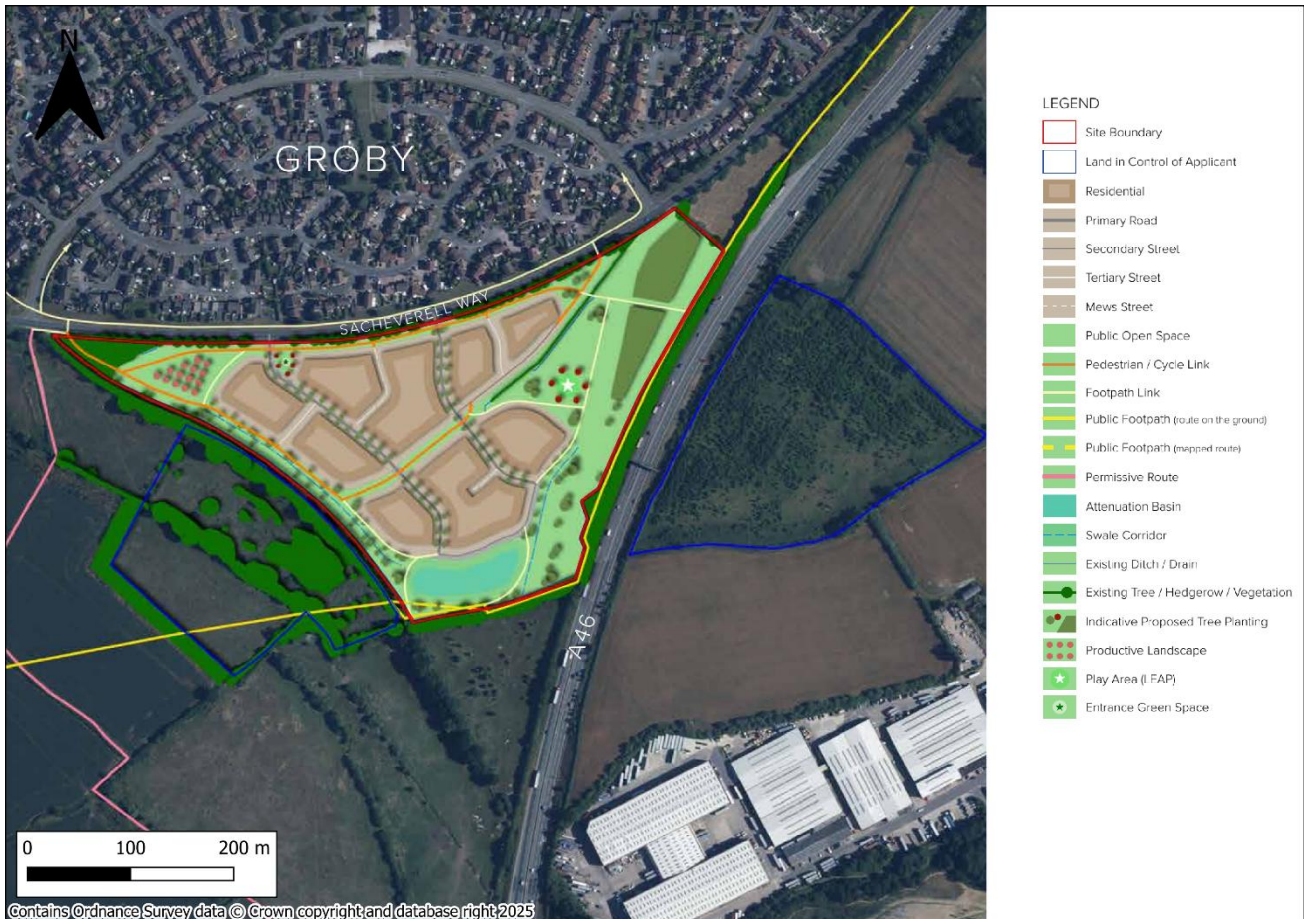 N
GROBY
SACHEVERELL WAY
A46
0 100 200 m
Contains Ordnance Survey data © Crown copyright and database right 2025
LEGEND
Site Boundary
Land in Control of Applicant
Residential
Primary Road
Secondary Street
Tertiary Street
Mews Street
Public Open Space
Pedestrian / Cycle Link
Footpath Link
Public Footpath (route on the ground)
Public Footpath (mapped route)
Permissive Route
Attenuation Basin
Swale Corridor
Existing Ditch / Drain
Existing Tree / Hedgerow / Vegetation
Indicative Proposed Tree Planting
Productive Landscape
Play Area (LEAP)
Entrance Green Space